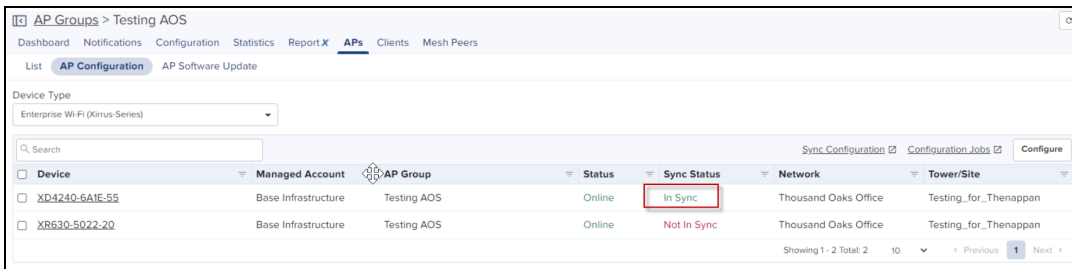 AP Groups > Testing AOS
Dashboard Notifications Configuration Statistics Report X APs Clients Mesh Peers
List AP Configuration AP Software Update
Device Type
Enterprise Wi-Fi (Xirrus-Series)
Search Sync Configuration Configuration Jobs Configure
Device Managed Account AP Group Status Sync Status Network Tower/Site
XD4240-6A1E-55 Base Infrastructure Testing AOS Online In Sync Thousand Oaks Office Testing_for_Thenappan
XR630-5022-20 Base Infrastructure Testing AOS Online Not In Sync Thousand Oaks Office Testing_for_Thenappan
Showing 1 - 2 Total: 2 10 < Previous 1 Next >